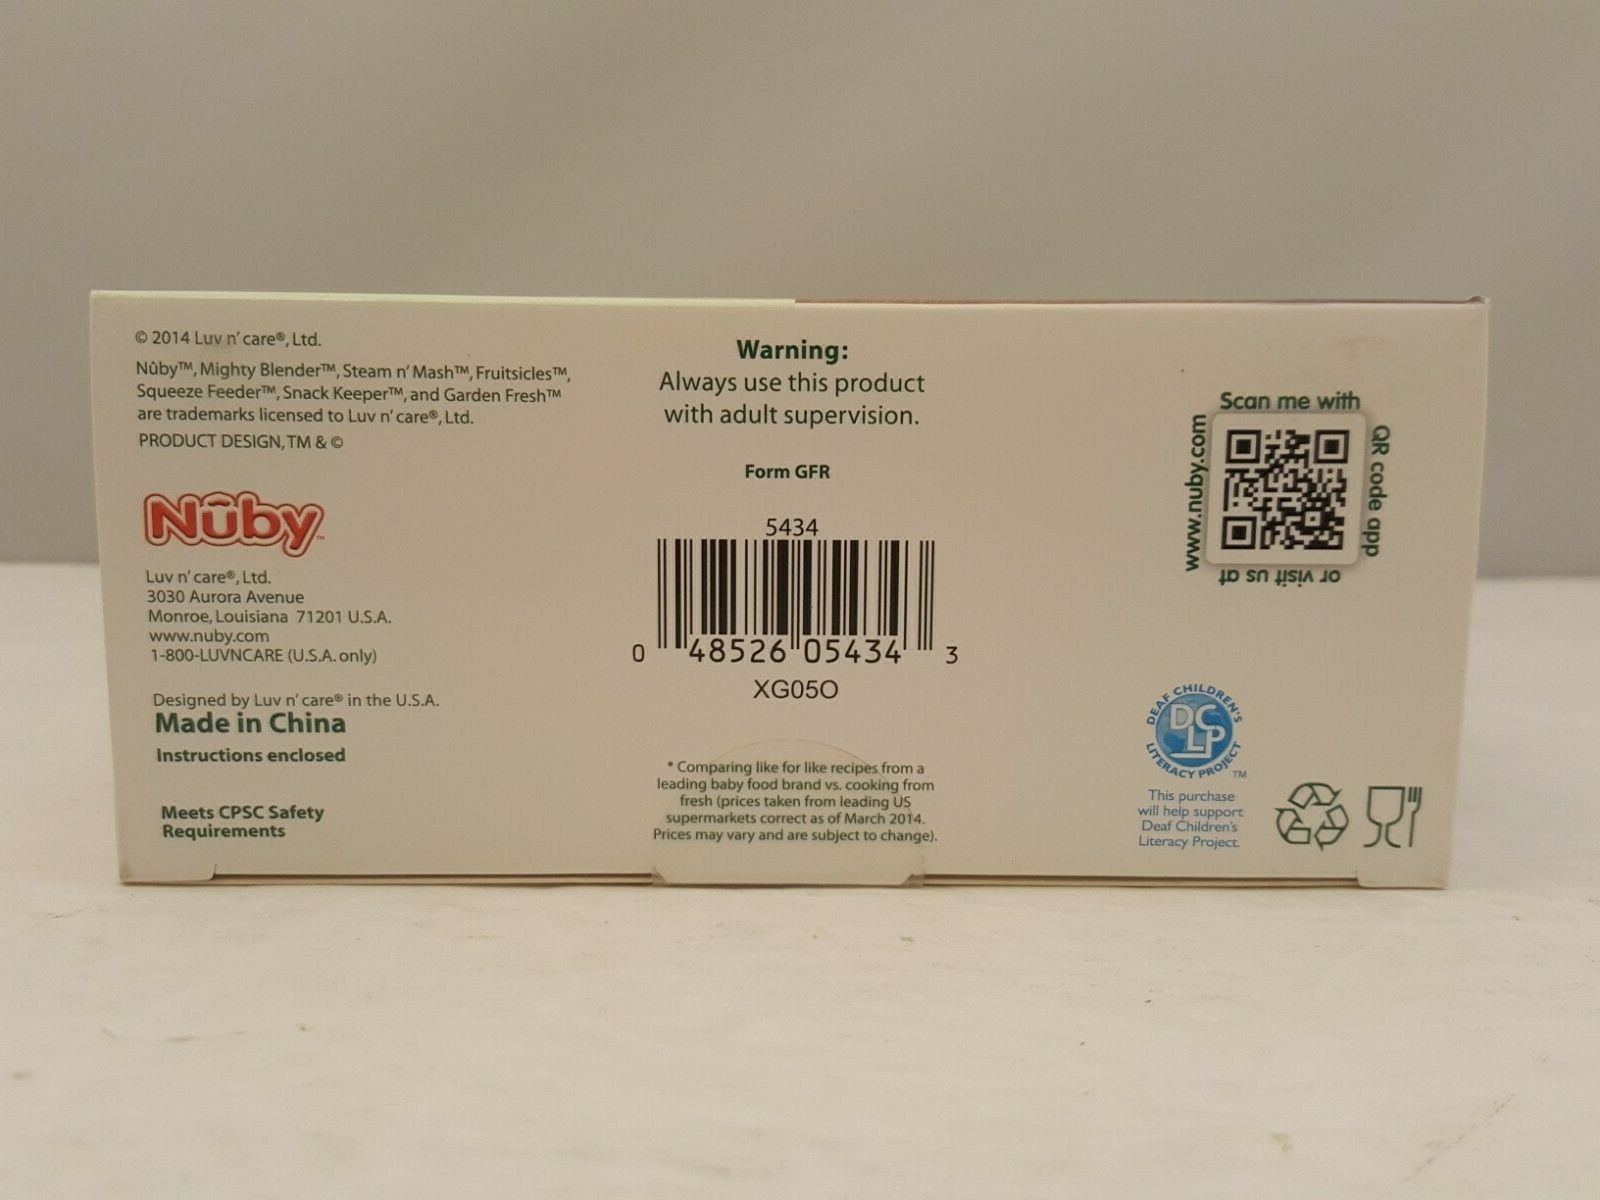 © 2014 Luv n' care®, Ltd.
Nûby™, Mighty Blender™, Steam n' Mash™, Fruitsicles™,
Squeeze Feeder™, Snack Keeper™, and Garden Fresh™
are trademarks licensed to Luv n' care®, Ltd.
PRODUCT DESIGN, TM & ©
Nûby™
Luv n' care®, Ltd.
3030 Aurora Avenue
Monroe, Louisiana 71201 U.S.A.
www.nuby.com
1-800-LUVNCARE (U.S.A. only)
Designed by Luv n' care® in the U.S.A.
Made in China
Instructions enclosed
Meets CPSC Safety
Requirements
Warning:
Always use this product
with adult supervision.
Form GFR
5434
0 48526 05434 3
XG05O
* Comparing like for like recipes from a
leading baby food brand vs. cooking from
fresh (prices taken from leading US
supermarkets correct as of March 2014.
Prices may vary and are subject to change).
Scan me with
QR code app
or visit us at
www.nuby.com
DEAF CHILDREN'S
DCLP
LITERACY PROJECT™
This purchase
will help support
Deaf Children's
Literacy Project.